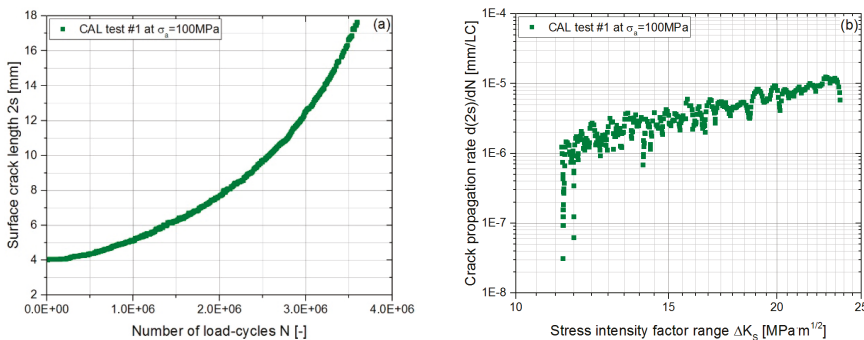 (a)
CAL test #1 at σa=100MPa
Surface crack length 2s [mm]
18
16
14
12
10
8
6
4
2
0.0E+00 1.0E+06 2.0E+06 3.0E+06 4.0E+06
Number of load-cycles N [-]
(b)
CAL test #1 at σa=100MPa
Crack propagation rate d(2s)/dN [mm/LC]
1E-4
1E-5
1E-6
1E-7
1E-8
10 15 20 25
Stress intensity factor range ΔKS [MPa m1/2]